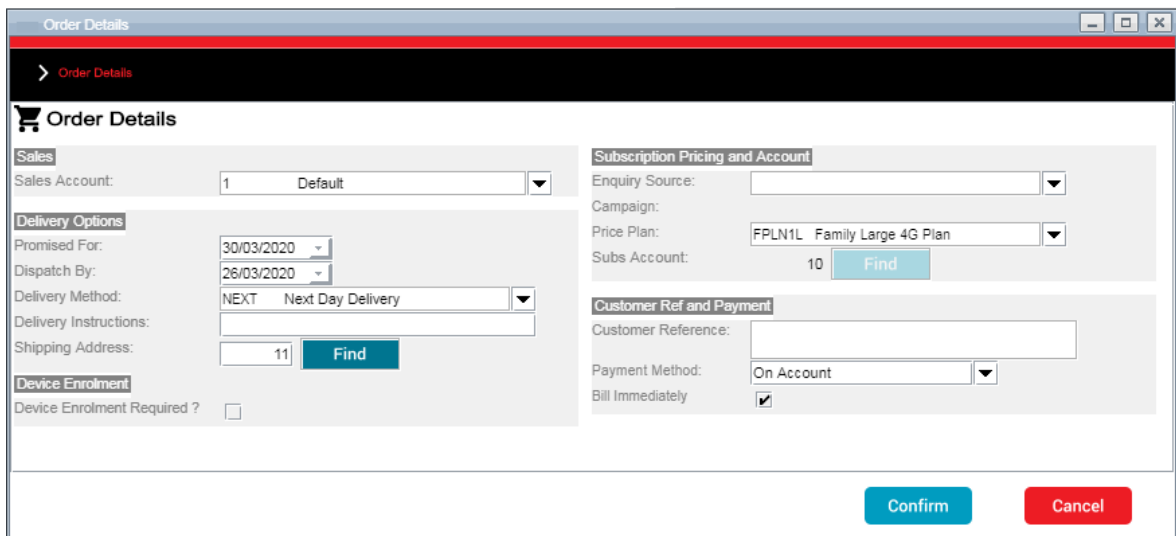 Order Details
Order Details
Order Details
Sales
Sales Account: 1 Default
Delivery Options
Promised For: 30/03/2020
Dispatch By: 26/03/2020
Delivery Method: NEXT Next Day Delivery
Delivery Instructions:
Shipping Address: 11 Find
Device Enrolment
Device Enrolment Required ?
Subscription Pricing and Account
Enquiry Source:
Campaign:
Price Plan: FPLN1L Family Large 4G Plan
Subs Account: 10 Find
Customer Ref and Payment
Customer Reference:
Payment Method: On Account
Bill Immediately
Confirm Cancel